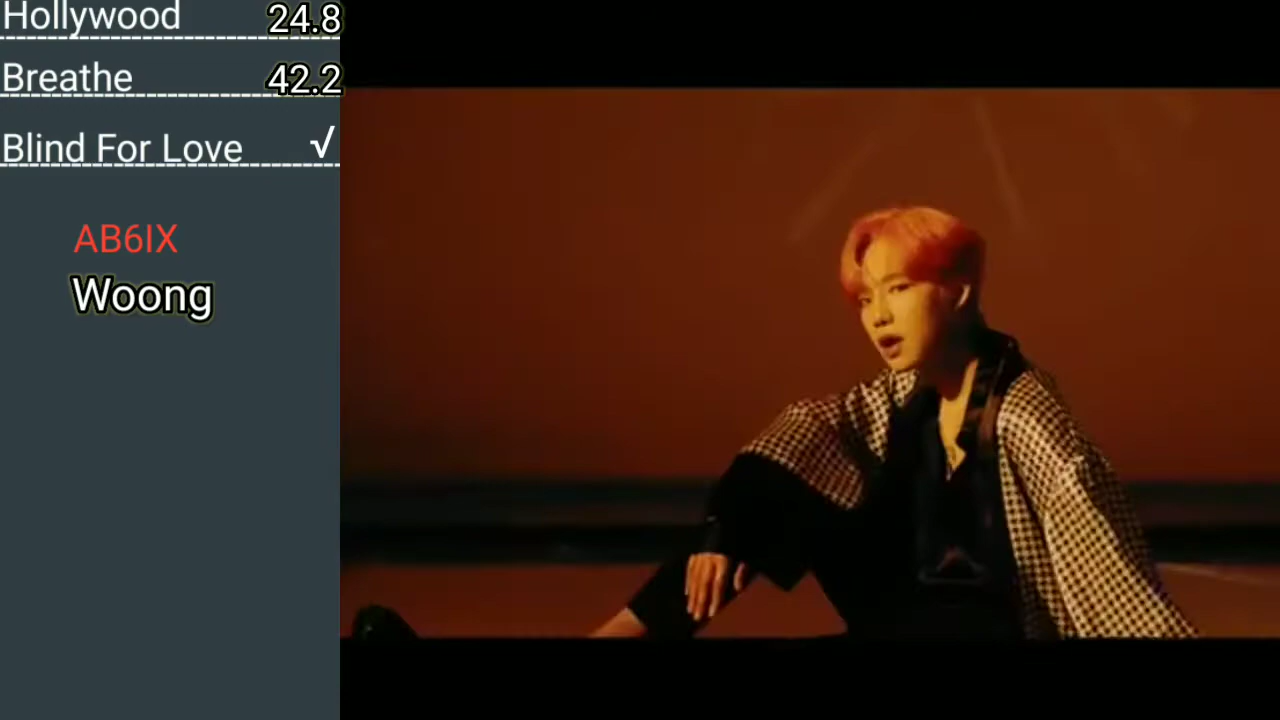 Hollywood 24.8
Breathe 42.2
Blind For Love √
AB6IX
Woong